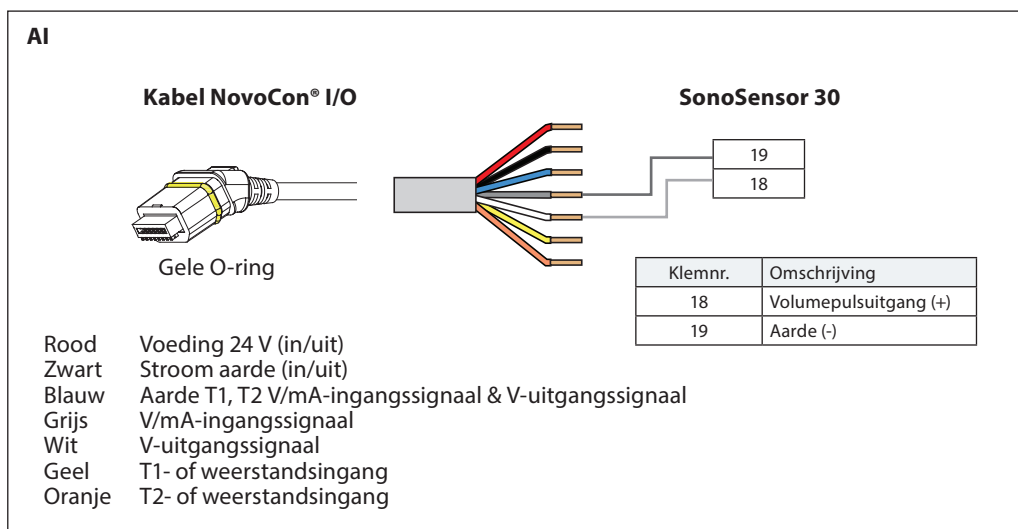 AI
Kabel NovoCon® I/O
SonoSensor 30
19
18
Gele O-ring
Klemnr. Omschrijving
18 Volumepulsuitgang (+)
19 Aarde (-)
Rood Voeding 24 V (in/uit)
Zwart Stroom aarde (in/uit)
Blauw Aarde T1, T2 V/mA-ingangssignaal & V-uitgangssignaal
Grijs V/mA-ingangssignaal
Wit V-uitgangssignaal
Geel T1- of weerstandsingang
Oranje T2- of weerstandsingang